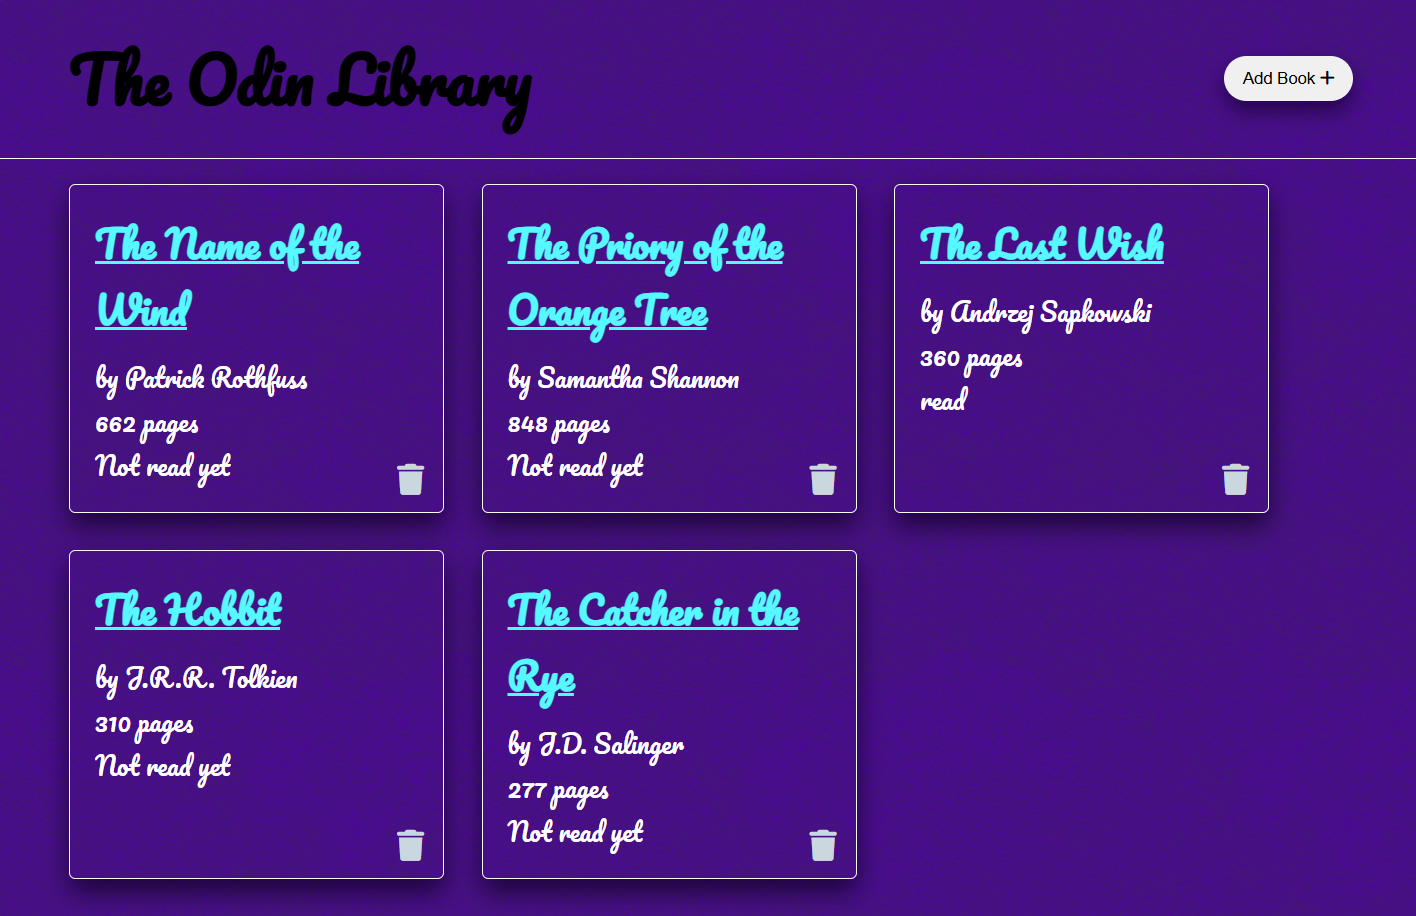 The Odin Library
Add Book +
The Name of the
Wind
by Patrick Rothfuss
662 pages
Not read yet
The Priory of the
Orange Tree
by Samantha Shannon
848 pages
Not read yet
The Last Wish
by Andrzej Sapkowski
360 pages
read
The Hobbit
by J.R.R. Tolkien
310 pages
Not read yet
The Catcher in the
Rye
by J.D. Salinger
277 pages
Not read yet